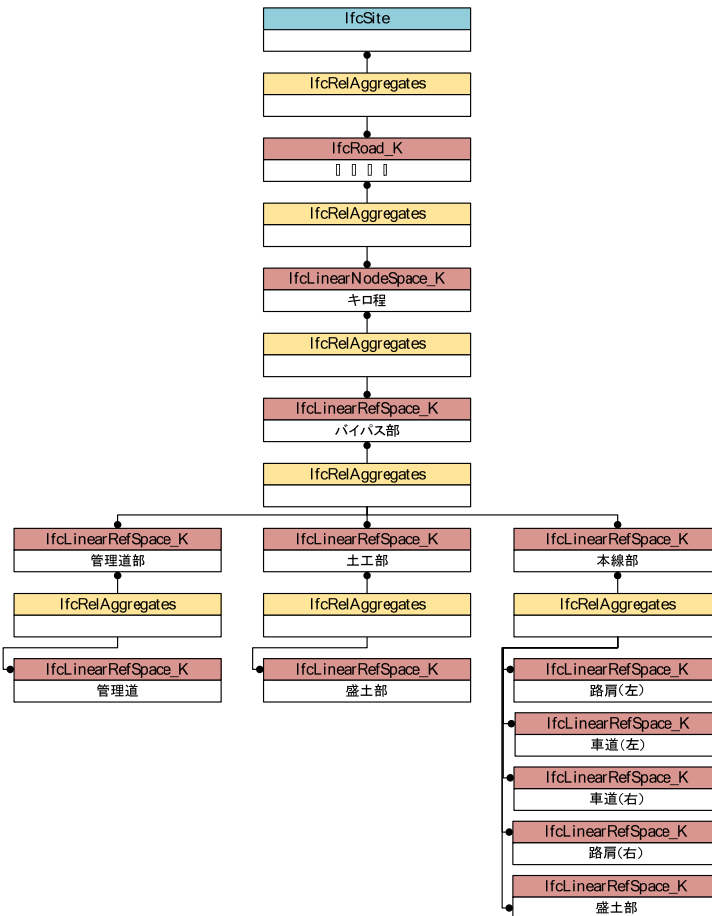 IfcSite
IfcRelAggregates
IfcRoad_K
IfcRelAggregates
IfcLinearNodeSpace_K
キロ程
IfcRelAggregates
IfcLinearRefSpace_K
バイパス部
IfcRelAggregates
IfcLinearRefSpace_K
管理道部
IfcRelAggregates
IfcLinearRefSpace_K
管理道
IfcLinearRefSpace_K
土工部
IfcRelAggregates
IfcLinearRefSpace_K
盛土部
IfcLinearRefSpace_K
本線部
IfcRelAggregates
IfcLinearRefSpace_K
路肩(左)
IfcLinearRefSpace_K
車道(左)
IfcLinearRefSpace_K
車道(右)
IfcLinearRefSpace_K
路肩(右)
IfcLinearRefSpace_K
盛土部